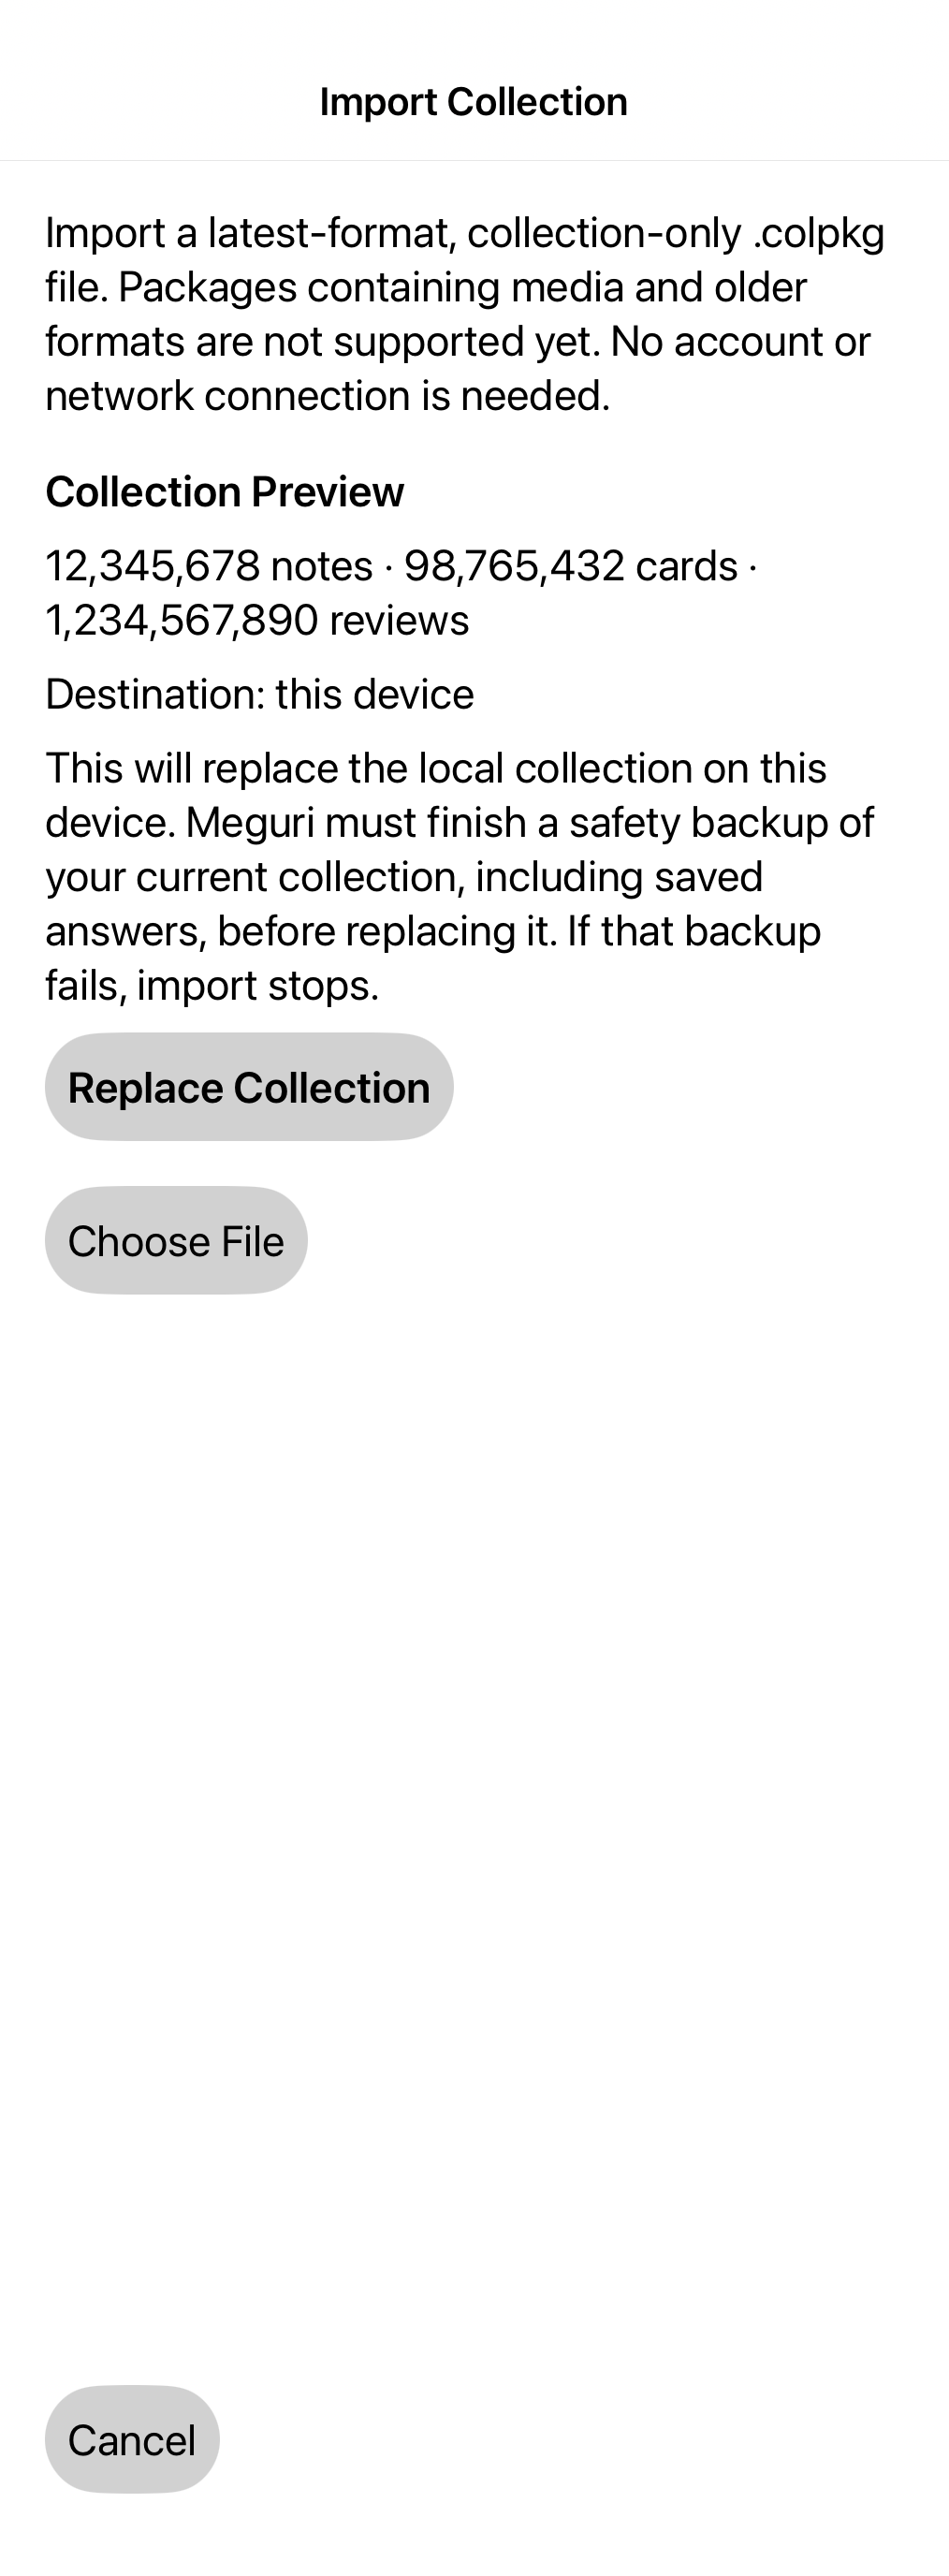 Import Collection
Import a latest-format, collection-only .colpkg
file. Packages containing media and older
formats are not supported yet. No account or
network connection is needed.
Collection Preview
12,345,678 notes · 98,765,432 cards ·
1,234,567,890 reviews
Destination: this device
This will replace the local collection on this
device. Meguri must finish a safety backup of
your current collection, including saved
answers, before replacing it. If that backup
fails, import stops.
Replace Collection
Choose File
Cancel